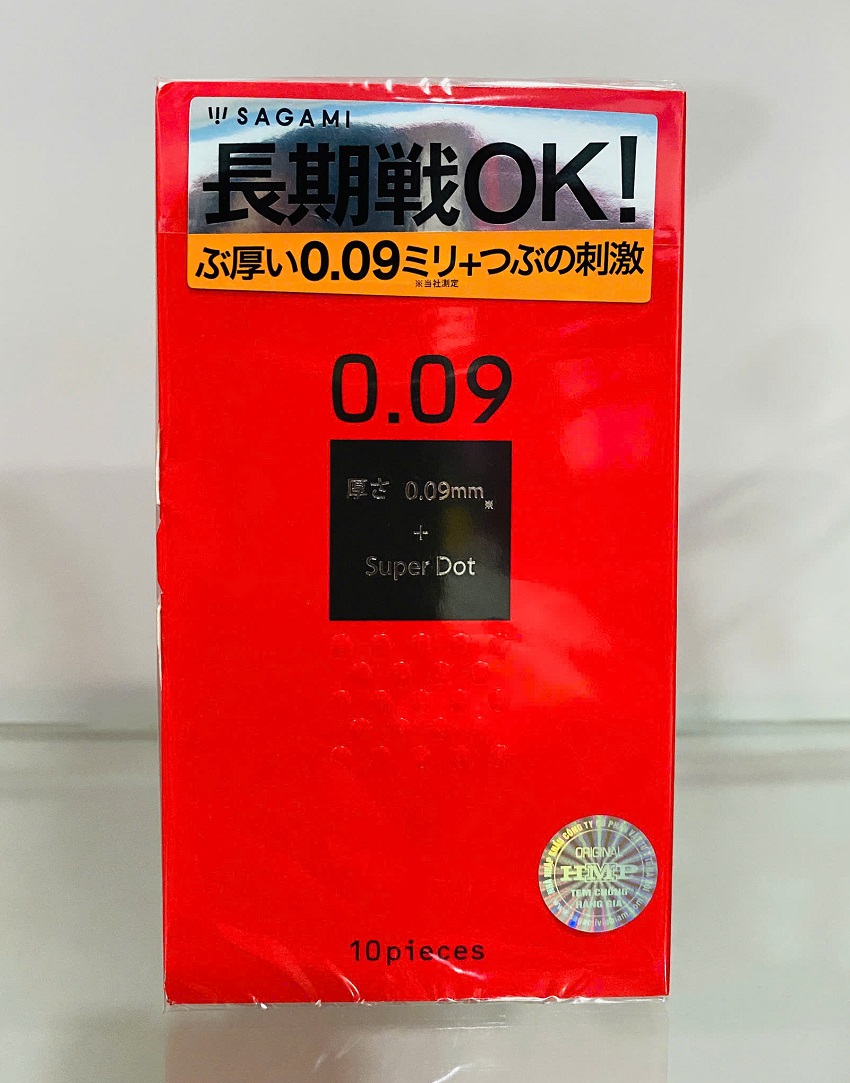 SAGAMI
長期戦OK!
ぶ厚い0.09ミリ+つぶの刺激
※当社測定
0.09
厚さ 0.09mm
※
+
Super Dot
ORIGINAL
HMP
TEM CHỐNG
HÀNG GIẢ
10pieces